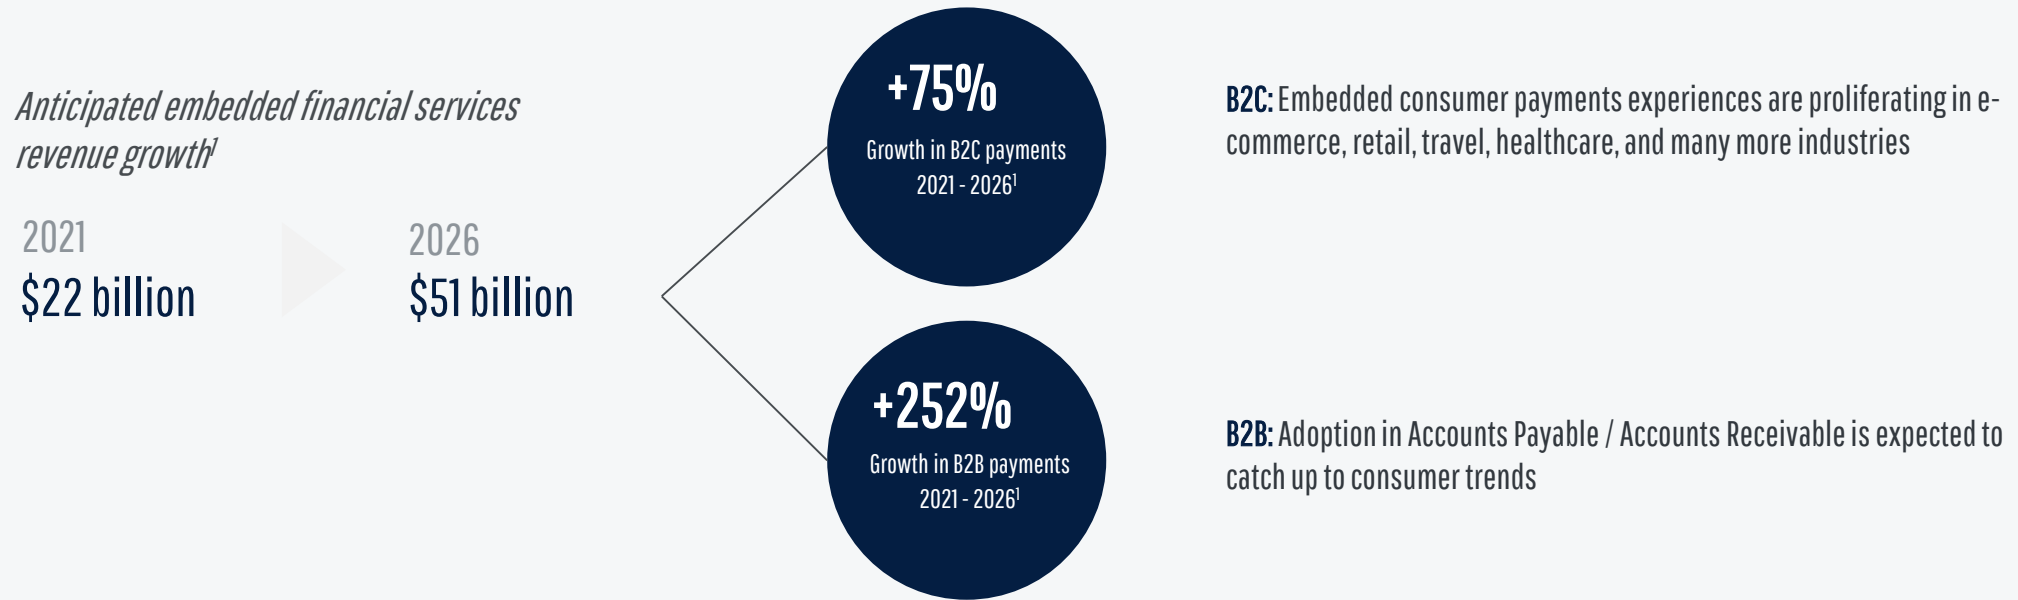 Anticipated embedded financial services
revenue growth¹
2021
$22 billion
2026
$51 billion
+75%
Growth in B2C payments
2021 - 2026¹
B2C: Embedded consumer payments experiences are proliferating in e-
commerce, retail, travel, healthcare, and many more industries
+252%
Growth in B2B payments
2021 - 2026¹
B2B: Adoption in Accounts Payable / Accounts Receivable is expected to
catch up to consumer trends